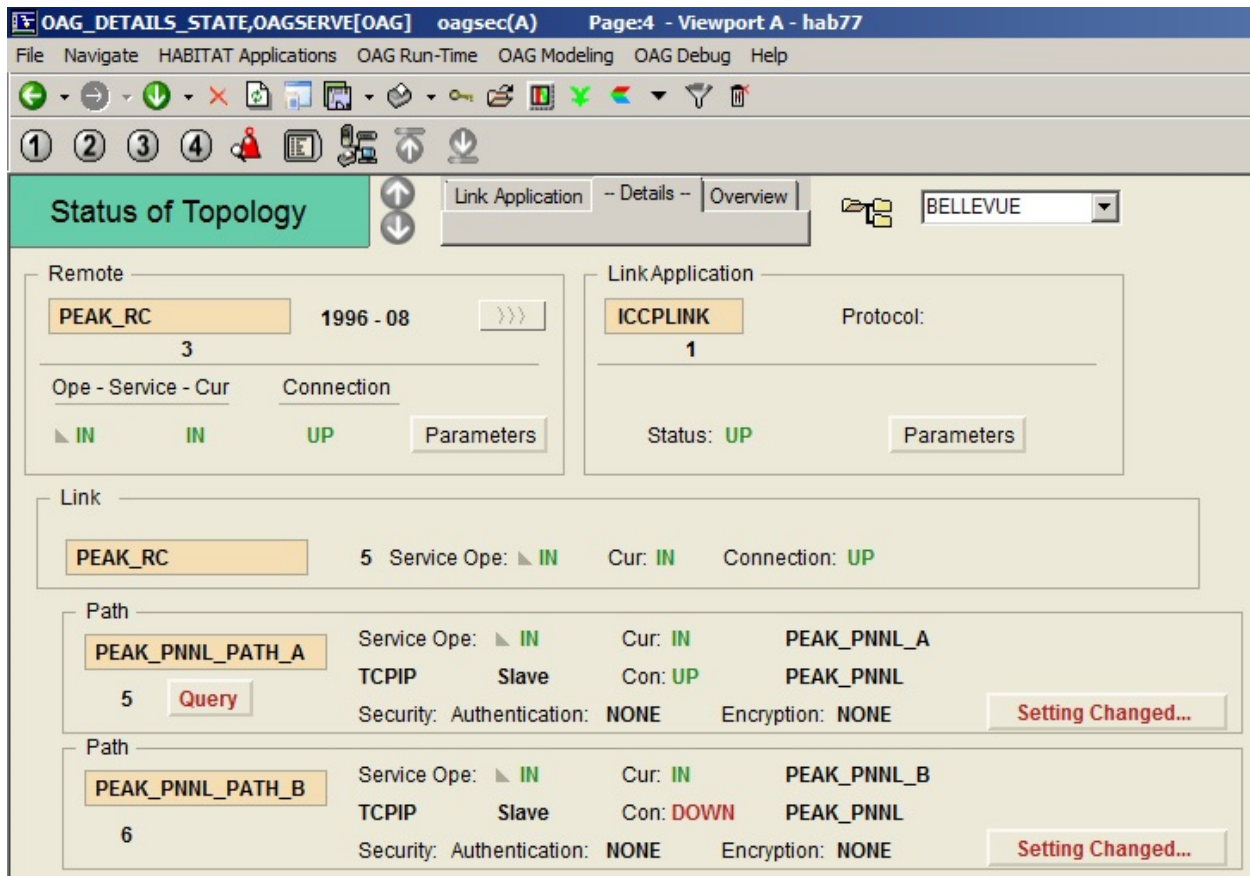 OAG_DETAILS_STATE,OAGSERVE[OAG] oagsec(A) Page:4 - Viewport A - hab77
File Navigate HABITAT Applications OAG Run-Time OAG Modeling OAG Debug Help
1 2 3 4
Status of Topology
Link Application -- Details -- Overview
BELLEVUE
Remote
PEAK_RC 1996 - 08 〉〉〉
3
Ope - Service - Cur Connection
IN IN UP Parameters
Link Application
ICCPLINK Protocol:
1
Status: UP Parameters
Link
PEAK_RC 5 Service Ope: IN Cur: IN Connection: UP
Path
PEAK_PNNL_PATH_A Service Ope: IN Cur: IN PEAK_PNNL_A
TCPIP Slave Con: UP PEAK_PNNL
5 Query Security: Authentication: NONE Encryption: NONE Setting Changed...
Path
PEAK_PNNL_PATH_B Service Ope: IN Cur: IN PEAK_PNNL_B
TCPIP Slave Con: DOWN PEAK_PNNL
6 Security: Authentication: NONE Encryption: NONE Setting Changed...